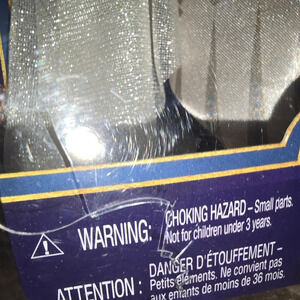 WARNING: CHOKING HAZARD – Small parts.
Not for children under 3 years.
ATTENTION : DANGER D'ÉTOUFFEMENT –
Petits éléments. Ne convient pas
aux enfants de moins de 36 mois.